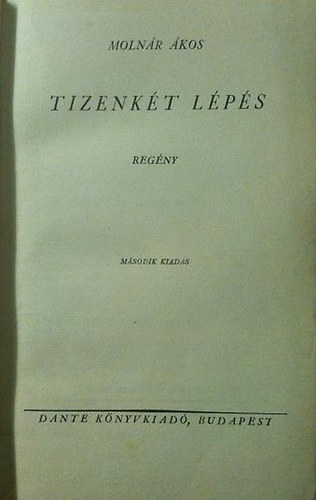 MOLNÁR ÁKOS
TIZENKÉT LÉPÉS
REGÉNY
MÁSODIK KIADÁS
DANTE KÖNYVKIADÓ, BUDAPEST